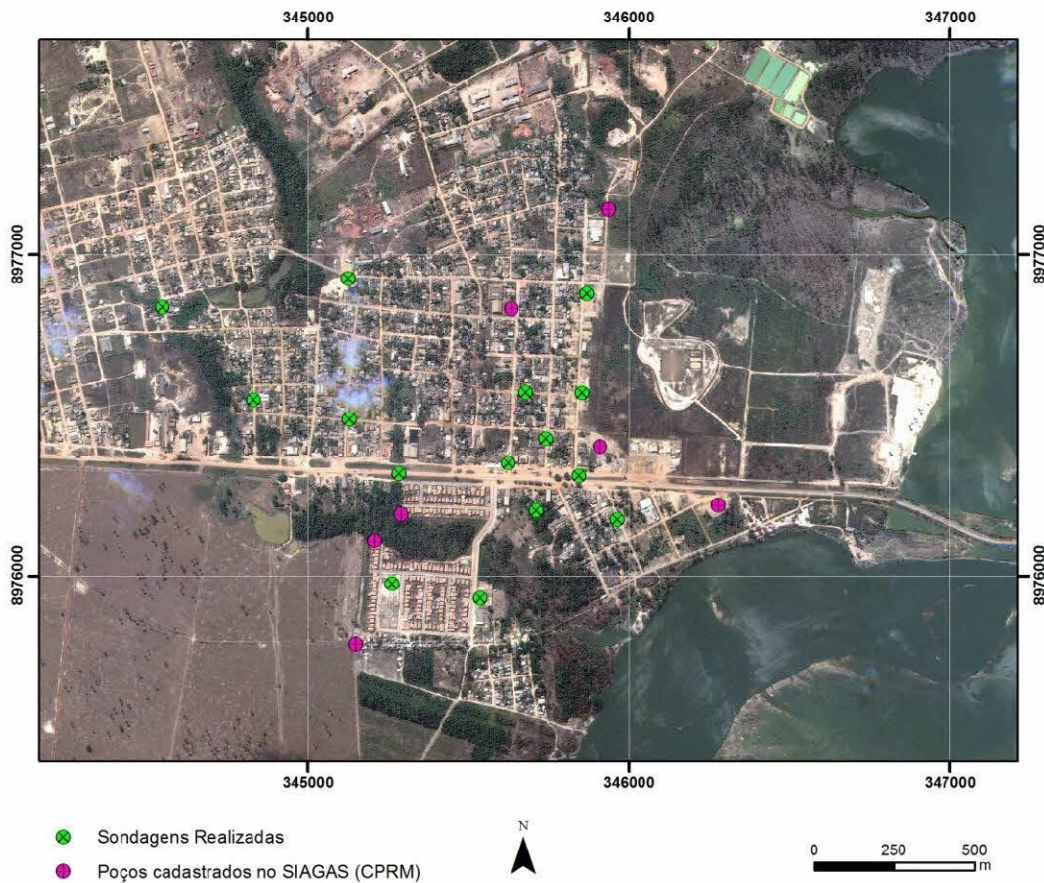 345000 346000 347000
8977000 8977000
8976000 8976000
345000 346000 347000
Sondagens Realizadas
Poços cadastrados no SIAGAS (CPRM)
N
0 250 500
m